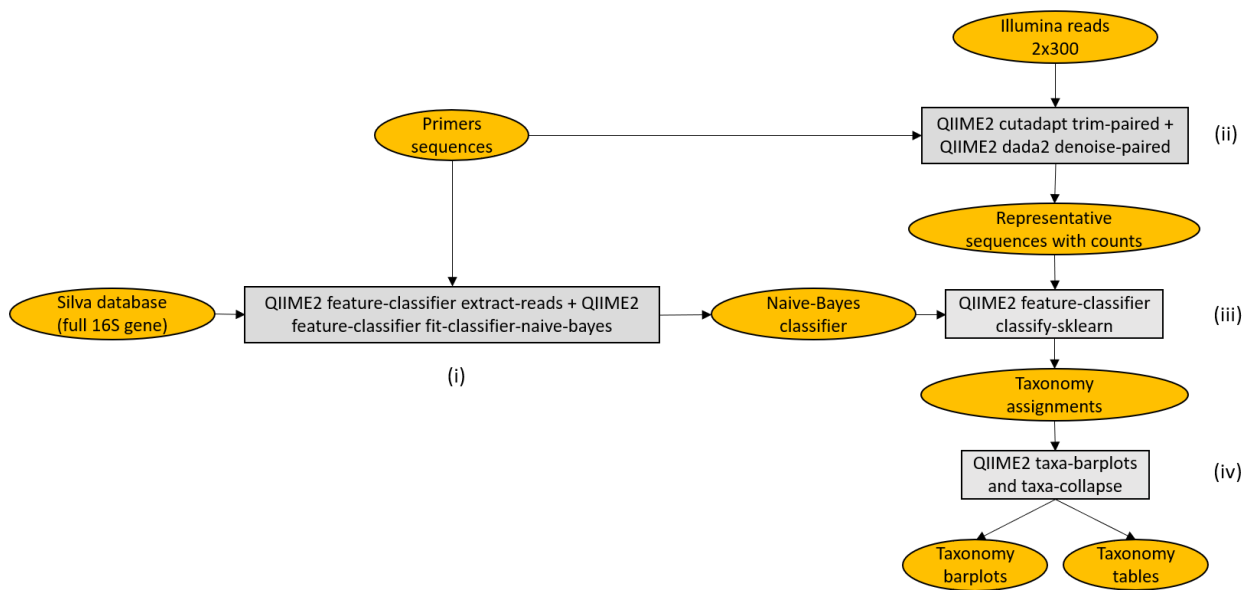 Illumina reads
2x300
Primers
sequences
QIIME2 cutadapt trim-paired +
QIIME2 dada2 denoise-paired
(ii)
Representative
sequences with counts
Silva database
(full 16S gene)
QIIME2 feature-classifier extract-reads + QIIME2
feature-classifier fit-classifier-naive-bayes
(i)
Naive-Bayes
classifier
QIIME2 feature-classifier
classify-sklearn
(iii)
Taxonomy
assignments
QIIME2 taxa-barplots
and taxa-collapse
(iv)
Taxonomy
barplots
Taxonomy
tables